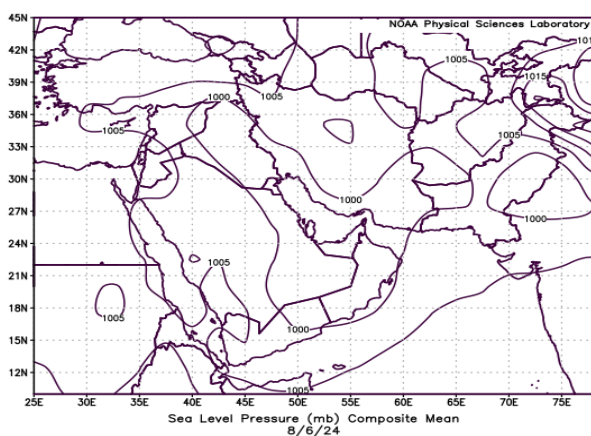 NOAA Physical Sciences Laboratory
45N
42N
39N
36N
33N
30N
27N
24N
21N
18N
15N
12N
1005
1000
1005
1015
1005
1005
1000
1000
1005
1005
1000
1005
25E 30E 35E 40E 45E 50E 55E 60E 65E 70E 75E
Sea Level Pressure (mb) Composite Mean
8/6/24